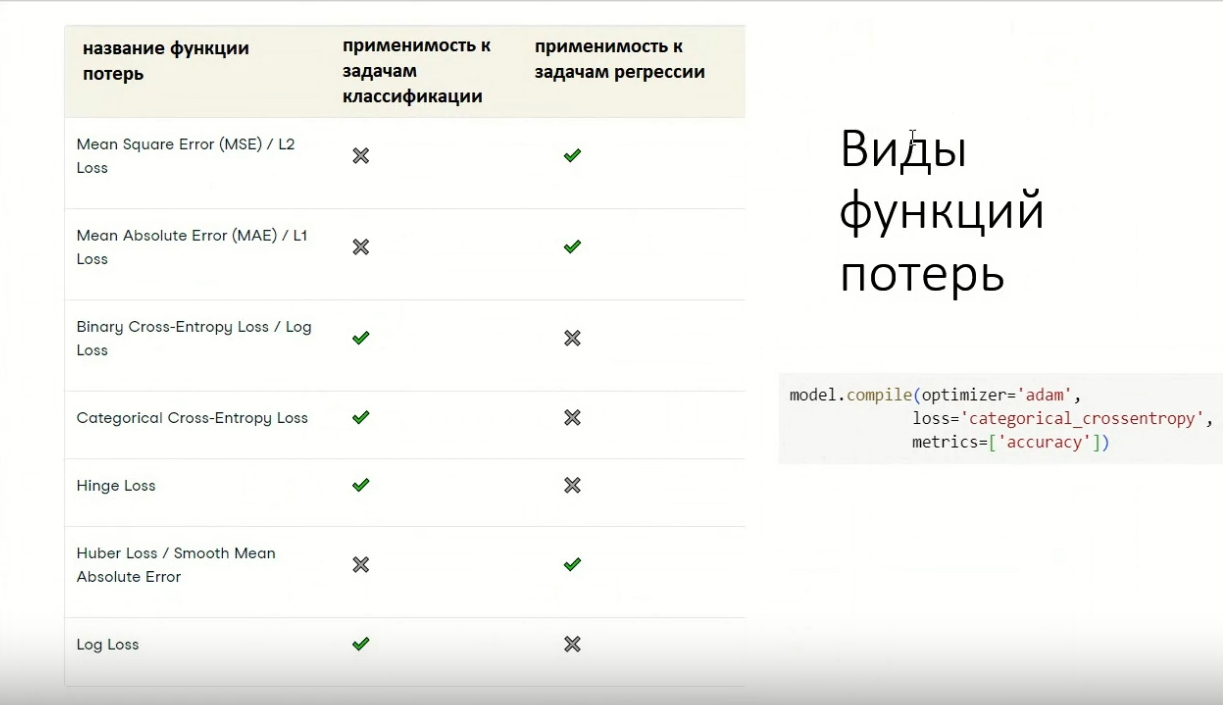 название функции
потерь
применимость к
задачам
классификации
применимость к
задачам регрессии
Mean Square Error (MSE) / L2
Loss
Mean Absolute Error (MAE) / L1
Loss
Binary Cross-Entropy Loss / Log
Loss
Categorical Cross-Entropy Loss
Hinge Loss
Huber Loss / Smooth Mean
Absolute Error
Log Loss
Виды
функций
потерь
model.compile(optimizer='adam',
loss='categorical_crossentropy',
metrics=['accuracy'])